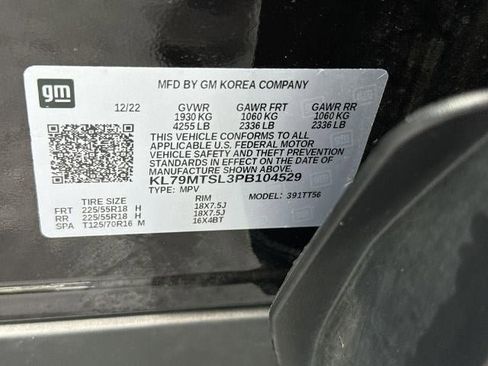 gm
MFD BY GM KOREA COMPANY
12/22 GVWR GAWR FRT GAWR RR
1930 KG 1060 KG 1060 KG
4255 LB 2336 LB 2336 LB
THIS VEHICLE CONFORMS TO ALL
APPLICABLE U.S. FEDERAL MOTOR
VEHICLE SAFETY AND THEFT PREVENTION
STANDARDS IN EFFECT ON THE DATE OF
MANUFACTURE SHOWN ABOVE.
KL79MTSL3PB104529
TYPE: MPV MODEL: 391TT56
TIRE SIZE RIM
FRT 225/55R18 H 18X7.5J
RR 225/55R18 H 18X7.5J
SPA T125/70R16 M 16X4BT